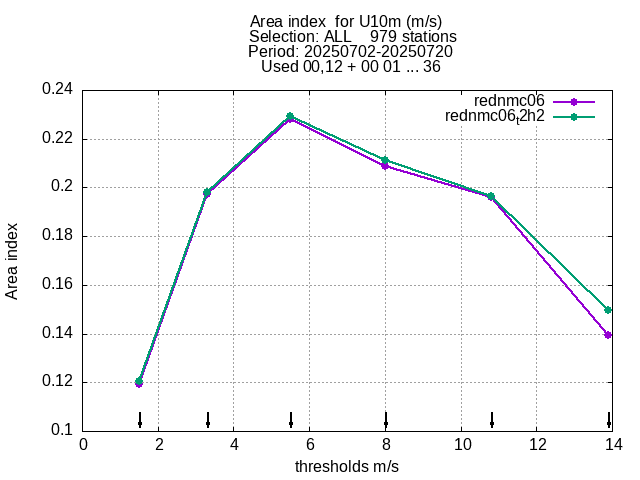 Area index  for U10m (m/s)
Selection: ALL    979 stations
Period: 20250702-20250720
Used 00,12 + 00 01 ... 36
rednmc06
rednmc06t2h2
0.24
0.22
0.2
0.18
0.16
0.14
0.12
0.1
Area index
0 2 4 6 8 10 12 14
thresholds m/s